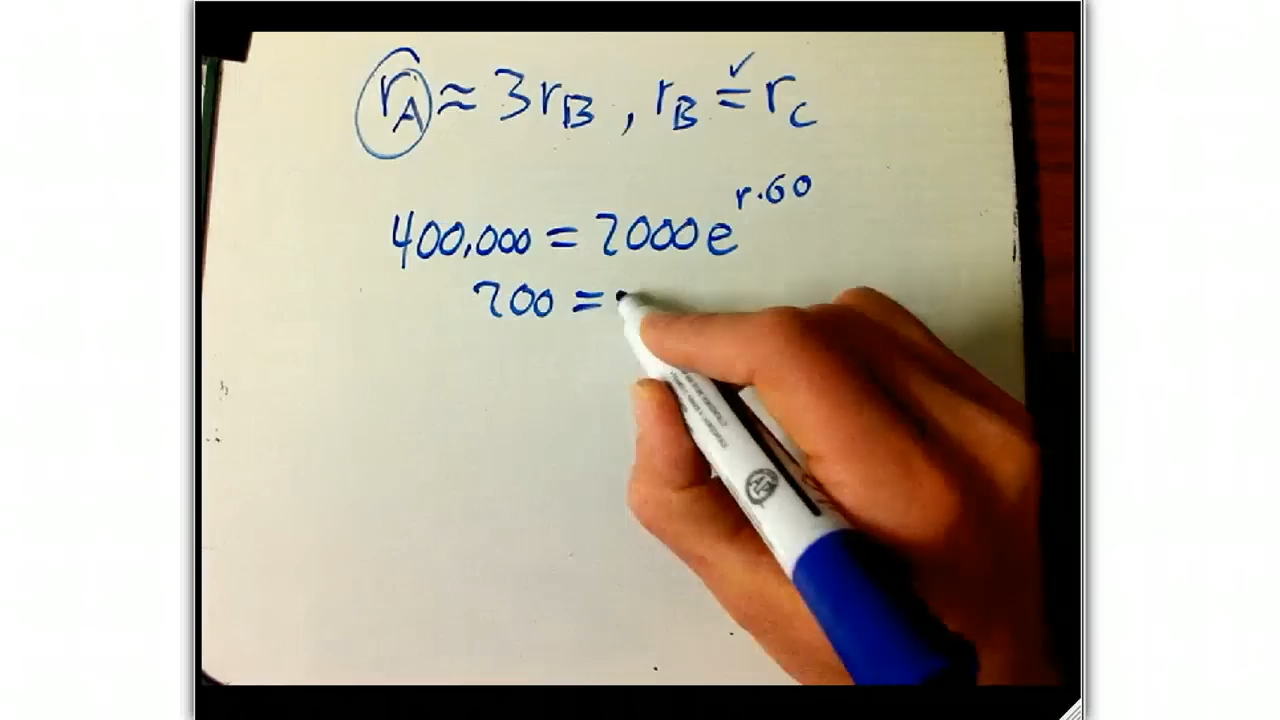 rA ≈ 3rB, rB = rC
400,000 = 2000e^r·60
200 =